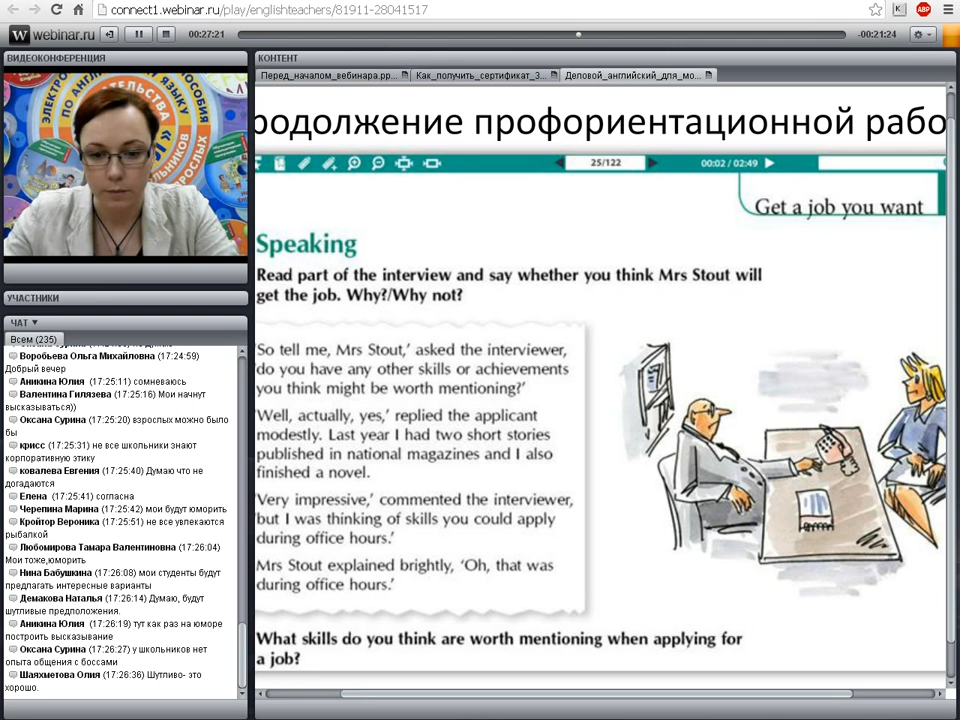 connect1.webinar.ru/play/englishteachers/81911-28041517
ABP
webinar.ru
00:27:21
-00:21:24
ВИДЕОКОНФЕРЕНЦИЯ
КОНТЕНТ
Перед_началом_вебинара.pp...
Как_получить_сертификат_З...
Деловой_английский_для_мо...
родолжение профориентационной рабо
25/122
00:02 / 02:49
Get a job you want
Speaking
Read part of the interview and say whether you think Mrs Stout will
get the job. Why?/Why not?
'So tell me, Mrs Stout,' asked the interviewer,
'do you have any other skills or achievements
you think might be worth mentioning?'
'Well, actually, yes,' replied the applicant
modestly. Last year I had two short stories
published in national magazines and I also
finished a novel.
'Very impressive,' commented the interviewer,
'but I was thinking of skills you could apply
during office hours.'
Mrs Stout explained brightly, 'Oh, that was
during office hours.'
What skills do you think are worth mentioning when applying for
a job?
УЧАСТНИКИ
ЧАТ
Всем (235)
Воробьева Ольга Михайловна (17:24:59)
Добрый вечер
Аникина Юлия (17:25:11) сомневаюсь
Валентина Гилязева (17:25:16) Мои начнут
высказываться))
Оксана Сурина (17:25:20) взрослых можно было
бы
крисс (17:25:31) не все школьники знают
корпоративную этику
ковалева Евгения (17:25:40) Думаю что не
догадаются
Елена (17:25:41) согласна
Черепина Марина (17:25:42) мои будут юморить
Кройтор Вероника (17:25:51) не все увлекаются
рыбалкой
Любомирова Тамара Валентиновна (17:26:04)
Мои тоже,юморить
Нина Бабушкина (17:26:08) мои студенты будут
предлагать интересные варианты
Демакова Наталья (17:26:14) Думаю, будут
шутливые предположения.
Аникина Юлия (17:26:19) тут как раз на юморе
построить высказывание
Оксана Сурина (17:26:27) у школьников нет
опыта общения с боссами
Шаяхметова Олия (17:26:36) Шутливо- это
хорошо.